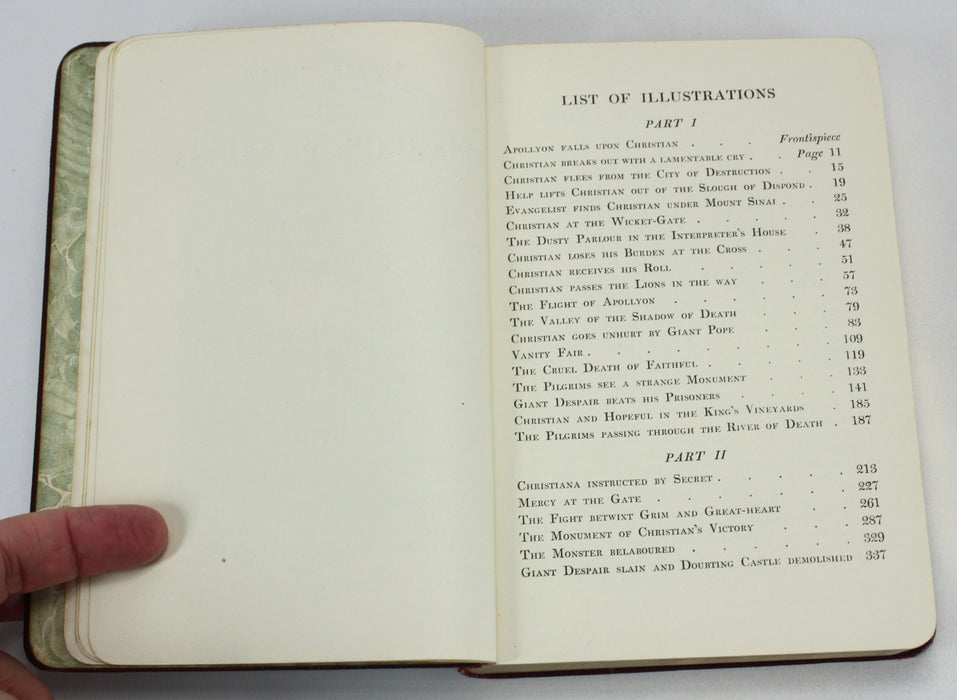 LIST OF ILLUSTRATIONS
PART I
Apollyon falls upon Christian . . . Frontispiece
Christian breaks out with a lamentable cry . . Page 11
Christian flees from the City of Destruction . . 15
Help lifts Christian out of the Slough of Dispond . 19
Evangelist finds Christian under Mount Sinai . . 25
Christian at the Wicket-Gate . . . . . 32
The Dusty Parlour in the Interpreter's House . 38
Christian loses his Burden at the Cross . . . 47
Christian receives his Roll . . . . . 51
Christian passes the Lions in the way . . . 57
The Flight of Apollyon . . . . . . 73
The Valley of the Shadow of Death . . . 79
Christian goes unhurt by Giant Pope . . . 83
Vanity Fair . . . . . . . . 109
The Cruel Death of Faithful . . . . . 119
The Pilgrims see a strange Monument . . . 133
Giant Despair beats his Prisoners . . . . 141
Christian and Hopeful in the King's Vineyards . 185
The Pilgrims passing through the River of Death . 187
PART II
Christiana instructed by Secret . . . . . 213
Mercy at the Gate . . . . . . 227
The Fight betwixt Grim and Great-heart . . 261
The Monument of Christian's Victory . . . 287
The Monster belaboured . . . . . . 329
Giant Despair slain and Doubting Castle demolished 337